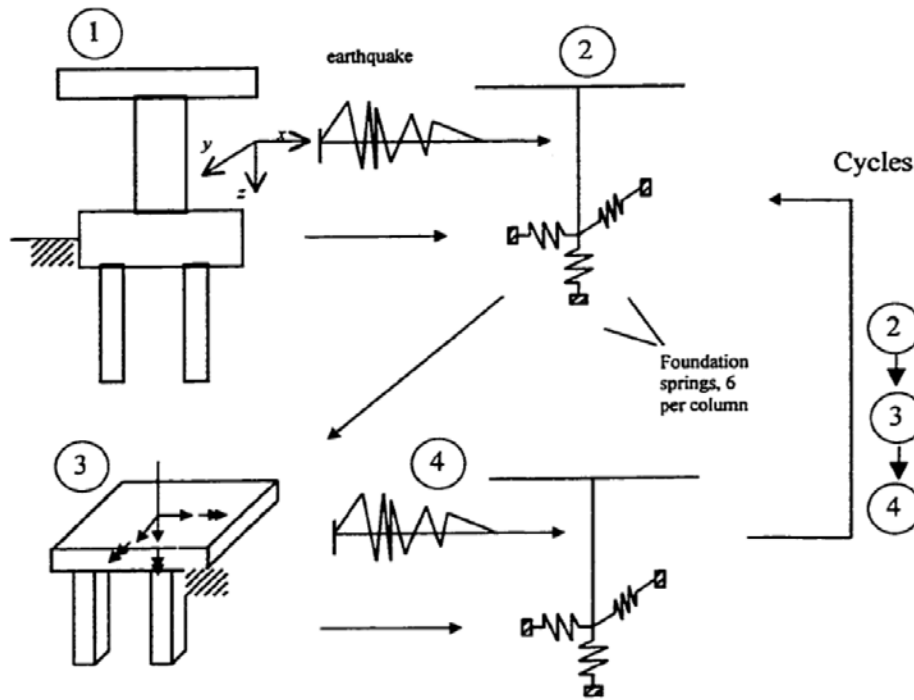 1
earthquake
2
x
y
z
Cycles
Foundation
springs, 6
per column
2
3
4
3
4